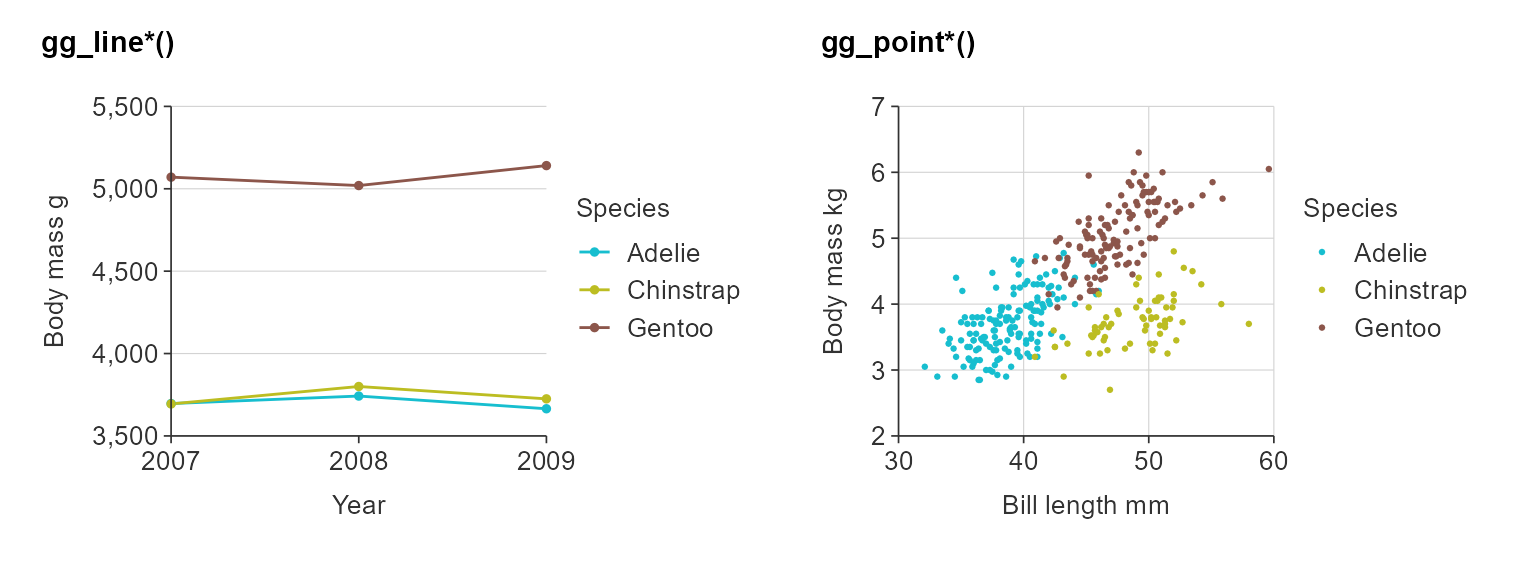 gg_line*()
5,500
5,000
4,500
4,000
3,500
Body mass g
2007
2008
2009
Year
Species
Adelie
Chinstrap
Gentoo
gg_point*()
7
6
5
4
3
2
Body mass kg
30
40
50
60
Bill length mm
Species
Adelie
Chinstrap
Gentoo